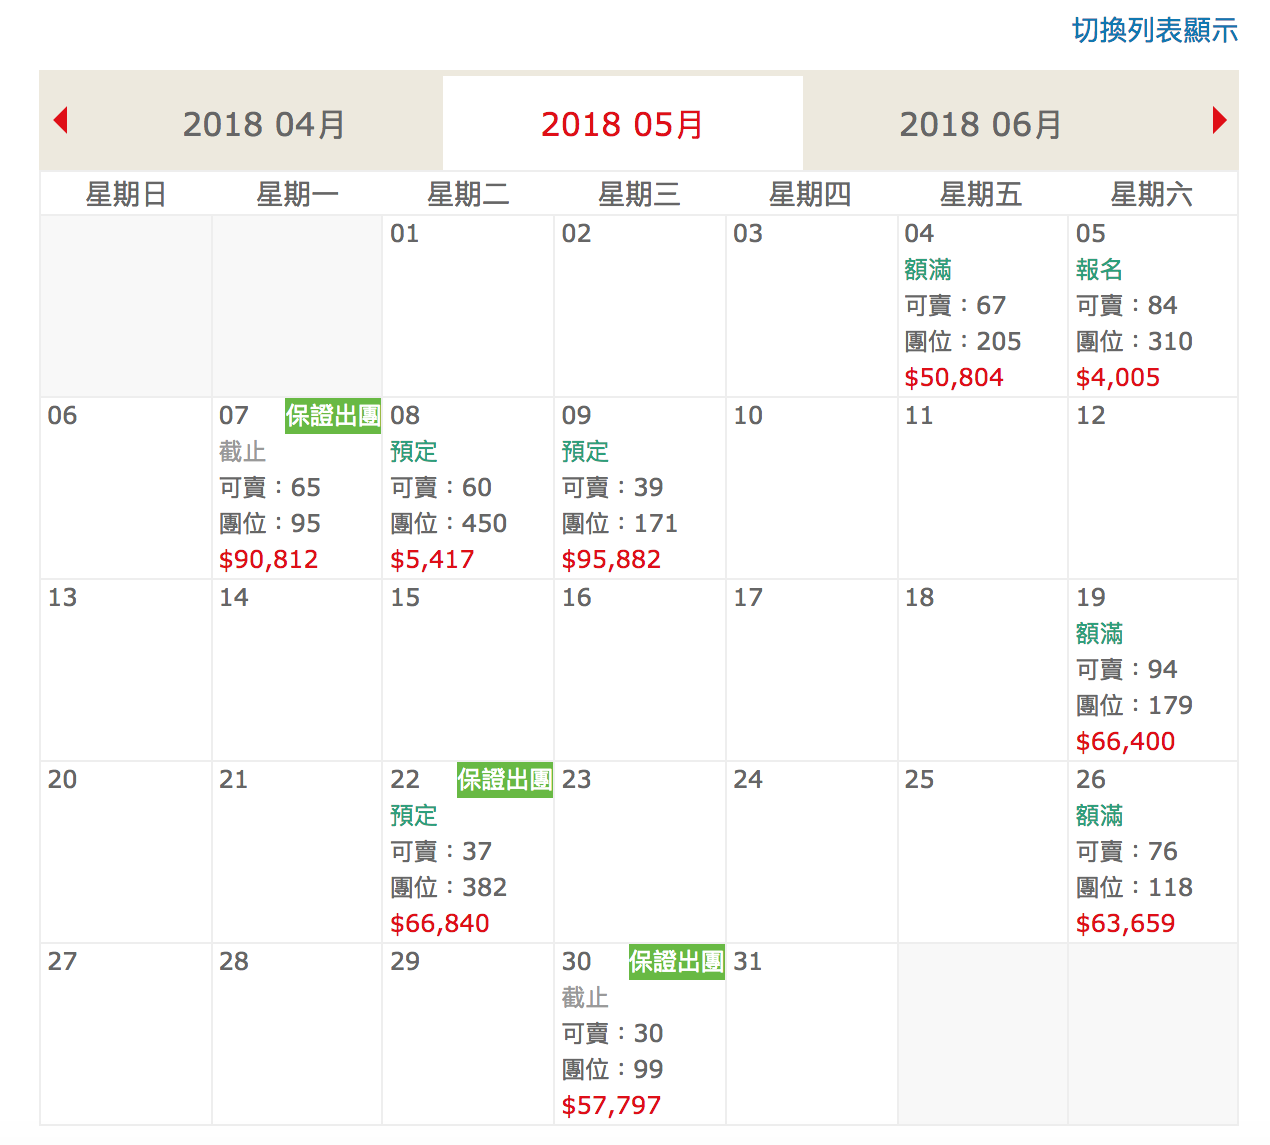 切換列表顯示
2018 04月
2018 05月
2018 06月
星期日
星期一
星期二
星期三
星期四
星期五
星期六
01
02
03
04
額滿
可賣：67
團位：205
$50,804
05
報名
可賣：84
團位：310
$4,005
06
07
保證出團
截止
可賣：65
團位：95
$90,812
08
預定
可賣：60
團位：450
$5,417
09
預定
可賣：39
團位：171
$95,882
10
11
12
13
14
15
16
17
18
19
額滿
可賣：94
團位：179
$66,400
20
21
22
保證出團
預定
可賣：37
團位：382
$66,840
23
24
25
26
額滿
可賣：76
團位：118
$63,659
27
28
29
30
保證出團
截止
可賣：30
團位：99
$57,797
31